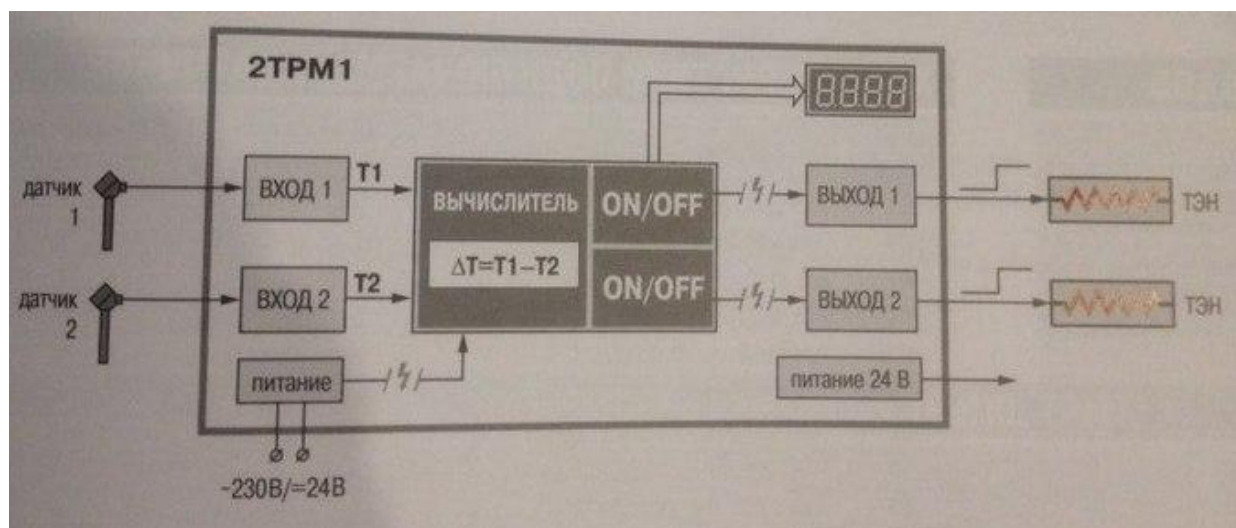 2ТРМ1
8888
датчик
1
ВХОД 1
T1
ВЫЧИСЛИТЕЛЬ
ΔT=T1–T2
ON/OFF
ВЫХОД 1
ТЭН
датчик
2
ВХОД 2
T2
ON/OFF
ВЫХОД 2
ТЭН
питание
питание 24 В
~230В/=24В